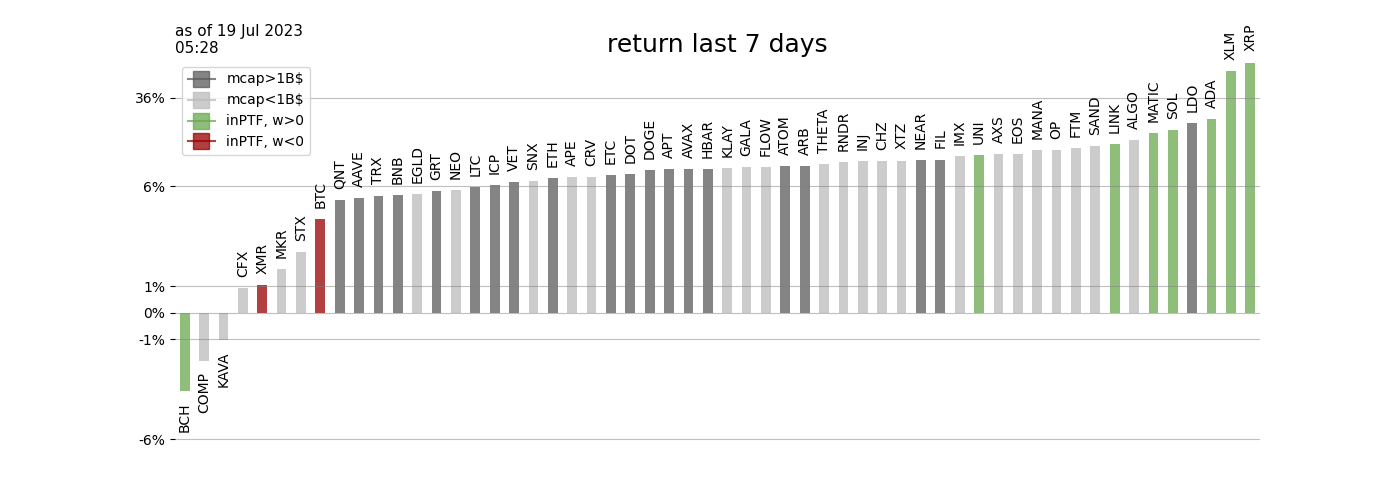 as of 19 Jul 2023
05:28
return last 7 days
mcap>1B$
mcap<1B$
inPTF, w>0
inPTF, w<0
36%
6%
1%
0%
-1%
-6%
BCH
COMP
KAVA
CFX
XMR
MKR
STX
BTC
QNT
AAVE
TRX
BNB
EGLD
GRT
NEO
LTC
ICP
VET
SNX
ETH
APE
CRV
ETC
DOT
DOGE
APT
AVAX
HBAR
KLAY
GALA
FLOW
ATOM
ARB
THETA
RNDR
INJ
CHZ
XTZ
NEAR
FIL
IMX
UNI
AXS
EOS
MANA
OP
FTM
SAND
LINK
ALGO
MATIC
SOL
LDO
ADA
XLM
XRP